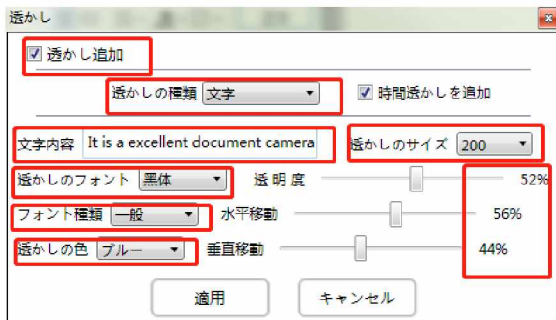 透かし
透かし追加
透かしの種類 文字 時間透かしを追加
文字内容 It is a excellent document camera 透かしのサイズ 200
透かしのフォント 黑体 透明度 52%
フォント種類 一般 水平移動 56%
透かしの色 ブルー 垂直移動 44%
適用 キャンセル